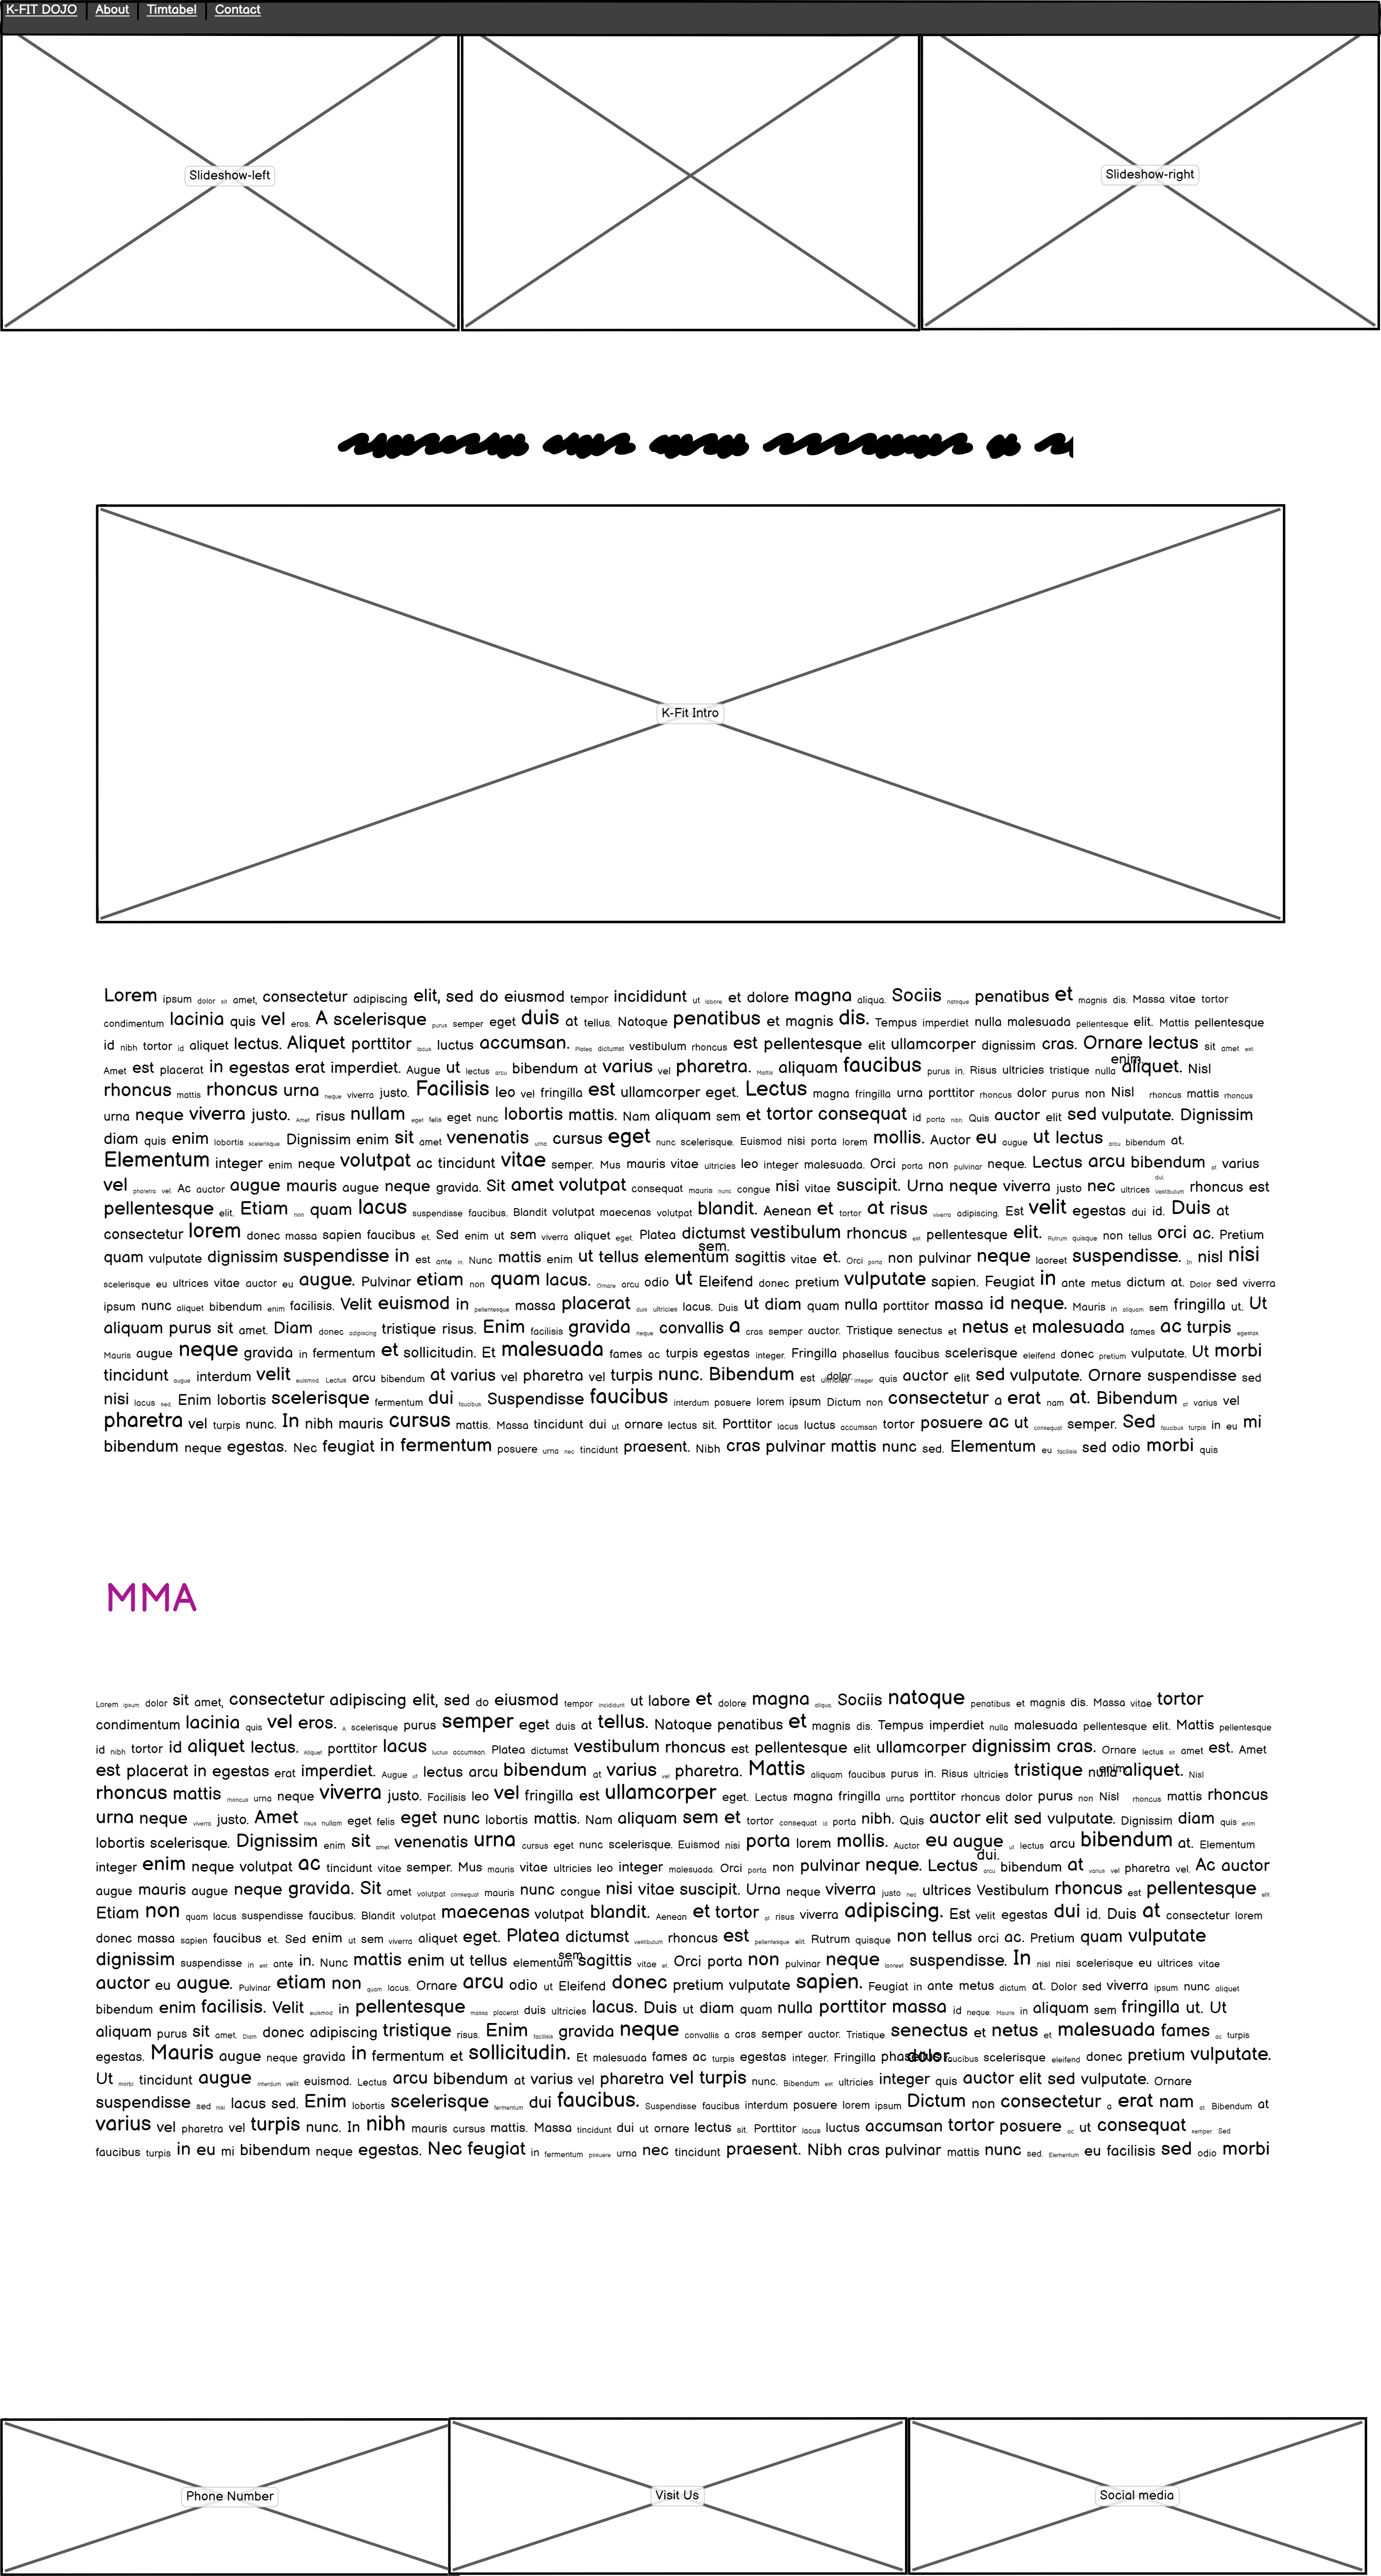 K-FIT DOJO About Timtabel Contact
Slideshow-left
Slideshow-right
K-Fit Intro
Lorem ipsum dolor sit amet, consectetur adipiscing elit, sed do eiusmod tempor incididunt ut labore et dolore magna aliqua. Sociis natoque penatibus et magnis dis. Massa vitae tortor
condimentum lacinia quis vel eros. A scelerisque purus semper eget duis at tellus. Natoque penatibus et magnis dis. Tempus imperdiet nulla malesuada pellentesque elit. Mattis pellentesque
id nibh tortor id aliquet lectus. Aliquet porttitor lacus luctus accumsan. Platea dictumst vestibulum rhoncus est pellentesque elit ullamcorper dignissim cras. Ornare lectus sit amet est.
enim.
Amet est placerat in egestas erat imperdiet. Augue ut lectus arcu bibendum at varius vel pharetra. Mattis aliquam faucibus purus in. Risus ultricies tristique nulla aliquet. Nisl
rhoncus mattis rhoncus urna neque viverra justo. Facilisis leo vel fringilla est ullamcorper eget. Lectus magna fringilla urna porttitor rhoncus dolor purus non Nisl rhoncus mattis rhoncus
urna neque viverra justo. Amet risus nullam eget felis eget nunc lobortis mattis. Nam aliquam sem et tortor consequat id porta nibh. Quis auctor elit sed vulputate. Dignissim
diam quis enim lobortis scelerisque. Dignissim enim sit amet venenatis urna cursus eget nunc scelerisque. Euismod nisi porta lorem mollis. Auctor eu augue ut lectus arcu bibendum at.
Elementum integer enim neque volutpat ac tincidunt vitae semper. Mus mauris vitae ultricies leo integer malesuada. Orci porta non pulvinar neque. Lectus arcu bibendum at varius
dui.
vel pharetra vel. Ac auctor augue mauris augue neque gravida. Sit amet volutpat consequat mauris nunc congue nisi vitae suscipit. Urna neque viverra justo nec ultrices Vestibulum rhoncus est
pellentesque elit. Etiam non quam lacus suspendisse faucibus. Blandit volutpat maecenas volutpat blandit. Aenean et tortor at risus viverra adipiscing. Est velit egestas dui id. Duis at
consectetur lorem donec massa sapien faucibus et. Sed enim ut sem viverra aliquet eget. Platea dictumst vestibulum rhoncus est pellentesque elit. Rutrum quisque non tellus orci ac. Pretium
sem.
quam vulputate dignissim suspendisse in est ante in. Nunc mattis enim ut tellus elementum sagittis vitae et. Orci porta non pulvinar neque laoreet suspendisse. In nisl nisi
scelerisque eu ultrices vitae auctor eu augue. Pulvinar etiam non quam lacus. Ornare arcu odio ut Eleifend donec pretium vulputate sapien. Feugiat in ante metus dictum at. Dolor sed viverra
ipsum nunc aliquet bibendum enim facilisis. Velit euismod in pellentesque massa placerat duis ultricies lacus. Duis ut diam quam nulla porttitor massa id neque. Mauris in aliquam sem fringilla ut. Ut
aliquam purus sit amet. Diam donec adipiscing tristique risus. Enim facilisis gravida neque convallis a cras semper auctor. Tristique senectus et netus et malesuada fames ac turpis egestas.
Mauris augue neque gravida in fermentum et sollicitudin. Et malesuada fames ac turpis egestas integer. Fringilla phasellus faucibus scelerisque eleifend donec pretium vulputate. Ut morbi
tincidunt augue interdum velit euismod. Lectus arcu bibendum at varius vel pharetra vel turpis nunc. Bibendum est ultricies integer quis auctor elit sed vulputate. Ornare suspendisse sed
dolor.
nisi lacus sed. Enim lobortis scelerisque fermentum dui faucibus. Suspendisse faucibus interdum posuere lorem ipsum Dictum non consectetur a erat nam at. Bibendum at varius vel
pharetra vel turpis nunc. In nibh mauris cursus mattis. Massa tincidunt dui ut ornare lectus sit. Porttitor lacus luctus accumsan tortor posuere ac ut consequat semper. Sed faucibus turpis in eu mi
bibendum neque egestas. Nec feugiat in fermentum posuere urna nec tincidunt praesent. Nibh cras pulvinar mattis nunc sed. Elementum eu facilisis sed odio morbi quis
MMA
Lorem ipsum dolor sit amet, consectetur adipiscing elit, sed do eiusmod tempor incididunt ut labore et dolore magna aliqua. Sociis natoque penatibus et magnis dis. Massa vitae tortor
condimentum lacinia quis vel eros. A scelerisque purus semper eget duis at tellus. Natoque penatibus et magnis dis. Tempus imperdiet nulla malesuada pellentesque elit. Mattis pellentesque
id nibh tortor id aliquet lectus. Aliquet porttitor lacus luctus accumsan. Platea dictumst vestibulum rhoncus est pellentesque elit ullamcorper dignissim cras. Ornare lectus sit amet est. Amet
enim.
est placerat in egestas erat imperdiet. Augue ut lectus arcu bibendum at varius vel pharetra. Mattis aliquam faucibus purus in. Risus ultricies tristique nulla aliquet. Nisl
rhoncus mattis rhoncus urna neque viverra justo. Facilisis leo vel fringilla est ullamcorper eget. Lectus magna fringilla urna porttitor rhoncus dolor purus non Nisl rhoncus mattis rhoncus
urna neque viverra justo. Amet risus nullam eget felis eget nunc lobortis mattis. Nam aliquam sem et tortor consequat id porta nibh. Quis auctor elit sed vulputate. Dignissim diam quis enim
lobortis scelerisque. Dignissim enim sit amet venenatis urna cursus eget nunc scelerisque. Euismod nisi porta lorem mollis. Auctor eu augue ut lectus arcu bibendum at. Elementum
dui.
integer enim neque volutpat ac tincidunt vitae semper. Mus mauris vitae ultricies leo integer malesuada. Orci porta non pulvinar neque. Lectus arcu bibendum at varius vel pharetra vel. Ac auctor
augue mauris augue neque gravida. Sit amet volutpat consequat mauris nunc congue nisi vitae suscipit. Urna neque viverra justo nec ultrices Vestibulum rhoncus est pellentesque elit.
Etiam non quam lacus suspendisse faucibus. Blandit volutpat maecenas volutpat blandit. Aenean et tortor at risus viverra adipiscing. Est velit egestas dui id. Duis at consectetur lorem
donec massa sapien faucibus et. Sed enim ut sem viverra aliquet eget. Platea dictumst vestibulum rhoncus est pellentesque elit. Rutrum quisque non tellus orci ac. Pretium quam vulputate
sem.
dignissim suspendisse in est ante in. Nunc mattis enim ut tellus elementum sagittis vitae et. Orci porta non pulvinar neque laoreet suspendisse. In nisl nisi scelerisque eu ultrices vitae
auctor eu augue. Pulvinar etiam non quam lacus. Ornare arcu odio ut Eleifend donec pretium vulputate sapien. Feugiat in ante metus dictum at. Dolor sed viverra ipsum nunc aliquet
bibendum enim facilisis. Velit euismod in pellentesque massa placerat duis ultricies lacus. Duis ut diam quam nulla porttitor massa id neque. Mauris in aliquam sem fringilla ut. Ut
aliquam purus sit amet. Diam donec adipiscing tristique risus. Enim facilisis gravida neque convallis a cras semper auctor. Tristique senectus et netus et malesuada fames ac turpis
egestas. Mauris augue neque gravida in fermentum et sollicitudin. Et malesuada fames ac turpis egestas integer. Fringilla phasellus faucibus scelerisque eleifend donec pretium vulputate.
dolor.
Ut morbi tincidunt augue interdum velit euismod. Lectus arcu bibendum at varius vel pharetra vel turpis nunc. Bibendum est ultricies integer quis auctor elit sed vulputate. Ornare
suspendisse sed nisi lacus sed. Enim lobortis scelerisque fermentum dui faucibus. Suspendisse faucibus interdum posuere lorem ipsum Dictum non consectetur a erat nam at. Bibendum at
varius vel pharetra vel turpis nunc. In nibh mauris cursus mattis. Massa tincidunt dui ut ornare lectus sit. Porttitor lacus luctus accumsan tortor posuere ac ut consequat semper. Sed
faucibus turpis in eu mi bibendum neque egestas. Nec feugiat in fermentum posuere urna nec tincidunt praesent. Nibh cras pulvinar mattis nunc sed. Elementum eu facilisis sed odio morbi
Phone Number
Visit Us
Social media